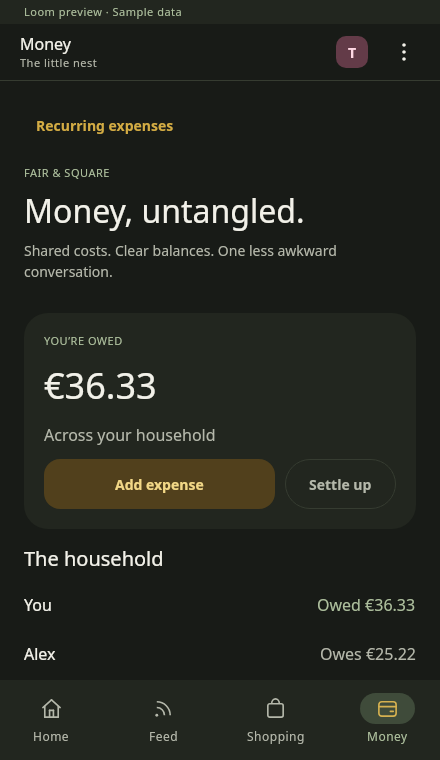 Loom preview · Sample data
Money
The little nest
T
Recurring expenses
FAIR & SQUARE
Money, untangled.
Shared costs. Clear balances. One less awkward
conversation.
YOU'RE OWED
€36.33
Across your household
Add expense
Settle up
The household
You
Owed €36.33
Alex
Owes €25.22
Home
Feed
Shopping
Money